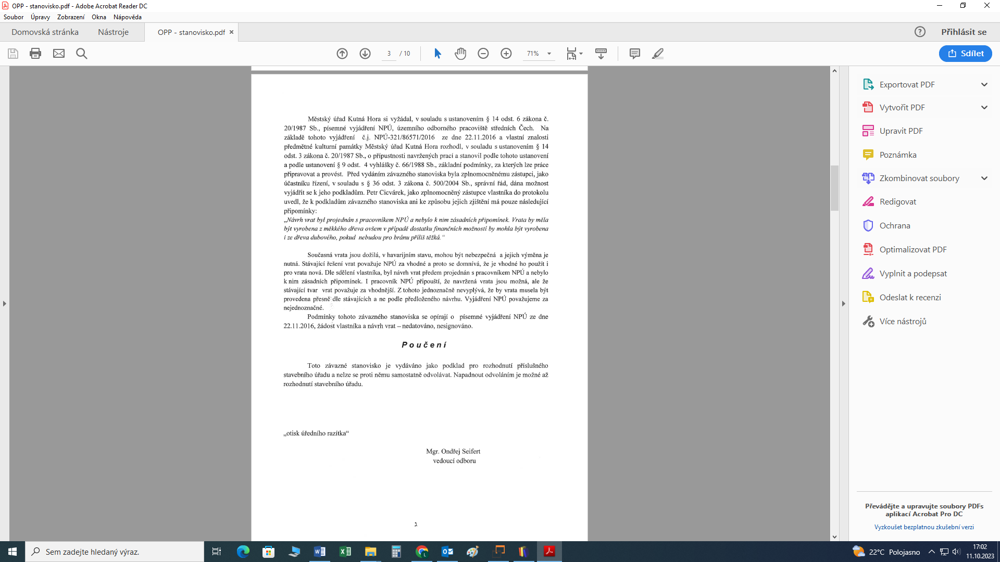 OPP - stanovisko.pdf - Adobe Acrobat Reader DC
Soubor Úpravy Zobrazení Okna Nápověda
Domovská stránka Nástroje OPP - stanovisko.pdf × Přihlásit se
3 / 10 71% Sdílet
Městský úřad Kutná Hora si vyžádal, v souladu s ustanovením § 14 odst. 6 zákona č.
20/1987 Sb., písemné vyjádření NPÚ, územního odborného pracoviště středních Čech. Na
základě tohoto vyjádření č.j. NPÚ-321/86571/2016 ze dne 22.11.2016 a vlastní znalosti
předmětné kulturní památky Městský úřad Kutná Hora rozhodl, v souladu s ustanovením § 14
odst. 3 zákona č. 20/1987 Sb., o přípustnosti navržených prací a stanovil podle tohoto ustanovení
a podle ustanovení § 9 odst. 4 vyhlášky č. 66/1988 Sb., základní podmínky, za kterých lze práce
připravovat a provést. Před vydáním závazného stanoviska byla zplnomocněnému zástupci, jako
účastníku řízení, v souladu s § 36 odst. 3 zákona č. 500/2004 Sb., správní řád, dána možnost
vyjádřit se k jeho podkladům. Petr Cicvárek, jako zplnomocněný zástupce vlastníka do protokolu
uvedl, že k podkladům závazného stanoviska ani ke způsobu jejich zjištění má pouze následující
připomínky:
„Návrh vrat byl projednán s pracovníkem NPÚ a nebylo k nim zásadních připomínek. Vrata by měla
být vyrobena z měkkého dřeva ovšem v případě dostatku finančních možností by mohla být vyrobena
i ze dřeva dubového, pokud nebudou pro bránu příliš těžká.“
Současná vrata jsou dožilá, v havarijním stavu, mohou být nebezpečná a jejich výměna je
nutná. Stávající řešení vrat považuje NPÚ za vhodné a proto se domnívá, že je vhodné ho použít i
pro vrata nová. Dle sdělení vlastníka, byl návrh vrat předem projednán s pracovníkem NPÚ a nebylo
k nim zásadních připomínek. I pracovník NPÚ připouští, že navržená vrata jsou možná, ale že
stávající tvar vrat považuje za vhodnější. Z tohoto jednoznačně nevyplývá, že by vrata musela být
provedena přesně dle stávajících a ne podle předloženého návrhu. Vyjádření NPÚ považujeme za
nejednoznačné.
Podmínky tohoto závazného stanoviska se opírají o písemné vyjádření NPÚ ze dne
22.11.2016, žádost vlastníka a návrh vrat – nedatováno, nesignováno.
Poučení
Toto závazné stanovisko je vydáváno jako podklad pro rozhodnutí příslušného
stavebního úřadu a nelze se proti němu samostatně odvolávat. Napadnout odvoláním je možné až
rozhodnutí stavebního úřadu.
„otisk úředního razítka“
Mgr. Ondřej Seifert
vedoucí odboru
Exportovat PDF
Vytvořit PDF
Upravit PDF
Poznámka
Zkombinovat soubory
Redigovat
Ochrana
Optimalizovat PDF
Vyplnit a podepsat
Odeslat k recenzi
Více nástrojů
Převádějte a upravujte soubory PDFs
aplikací Acrobat Pro DC
Vyzkoušet bezplatnou zkušební verzi
Sem zadejte hledaný výraz.
22°C Polojasno
17:02
11.10.2023